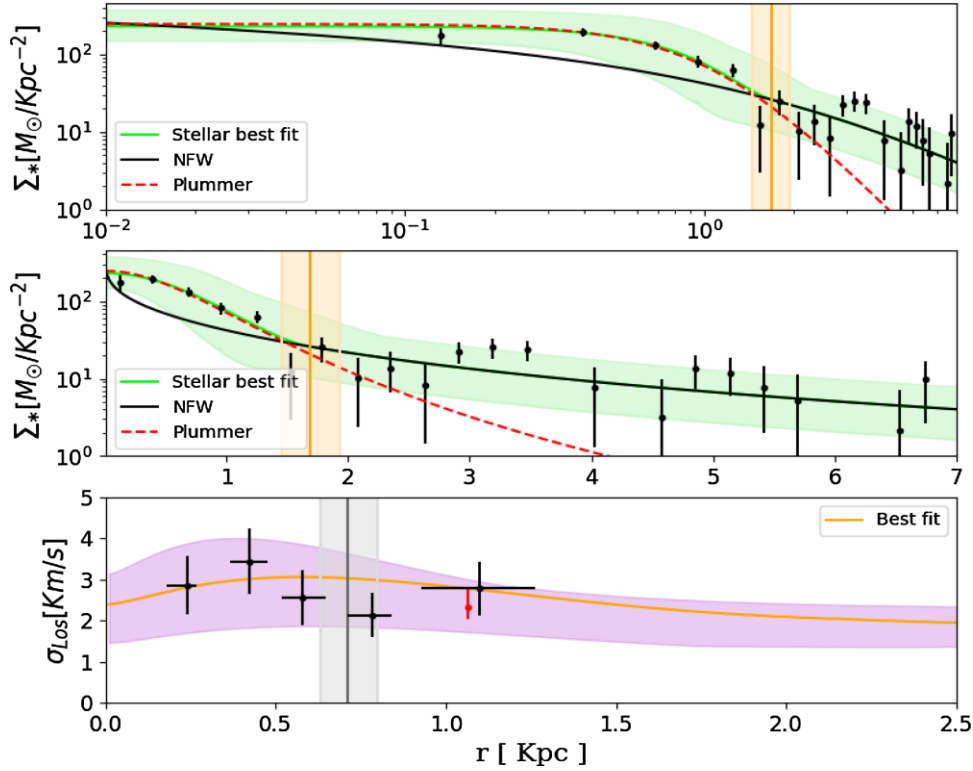 Σ*[M⊙/Kpc⁻²]
10²
10¹
10⁰
Stellar best fit
NFW
Plummer
10⁻² 10⁻¹ 10⁰
Σ*[M⊙/Kpc⁻²]
10²
10¹
10⁰
Stellar best fit
NFW
Plummer
1 2 3 4 5 6 7
σLos[Km/s]
5
4
3
2
1
0
Best fit
0.0 0.5 1.0 1.5 2.0 2.5
r [ Kpc ]